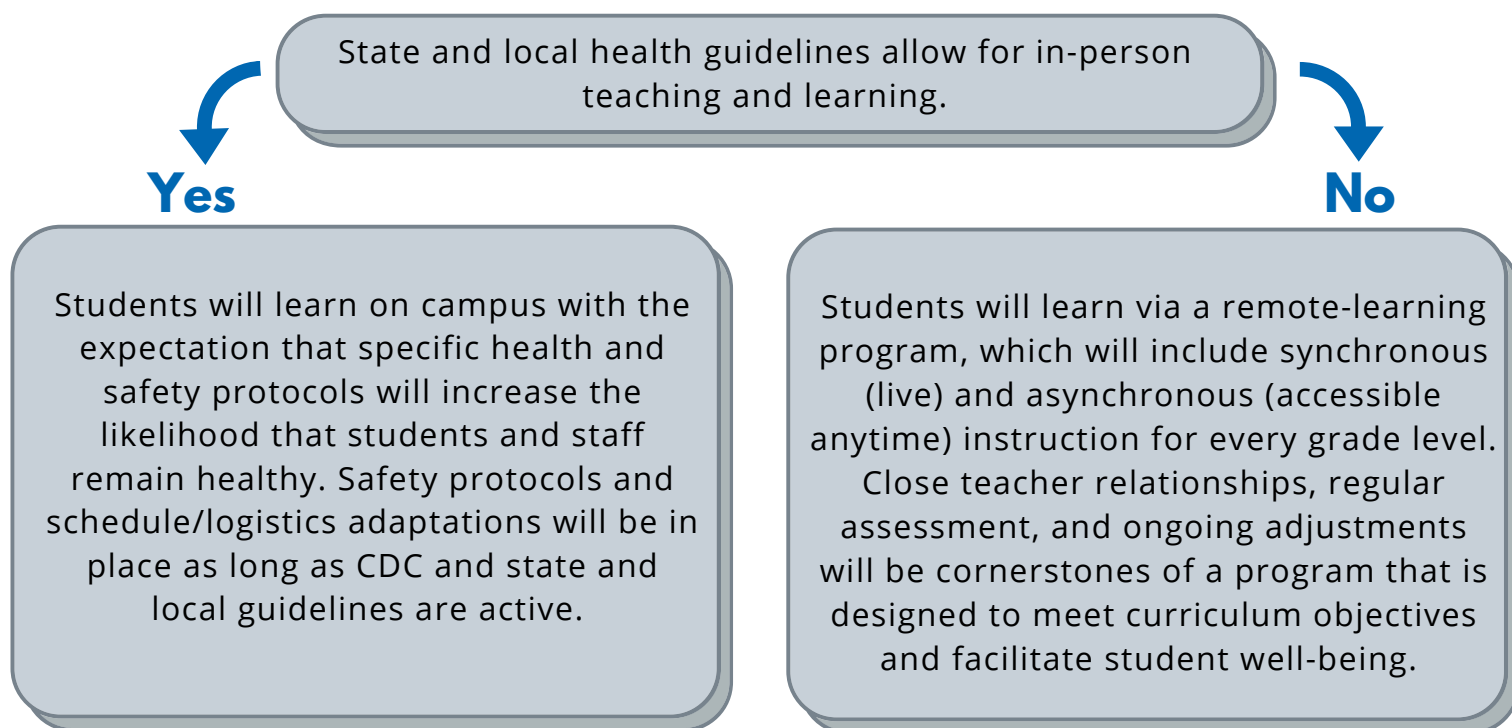 State and local health guidelines allow for in-person
teaching and learning.
Yes
No
Students will learn on campus with the
expectation that specific health and
safety protocols will increase the
likelihood that students and staff
remain healthy. Safety protocols and
schedule/logistics adaptations will be in
place as long as CDC and state and
local guidelines are active.
Students will learn via a remote-learning
program, which will include synchronous
(live) and asynchronous (accessible
anytime) instruction for every grade level.
Close teacher relationships, regular
assessment, and ongoing adjustments
will be cornerstones of a program that is
designed to meet curriculum objectives
and facilitate student well-being.